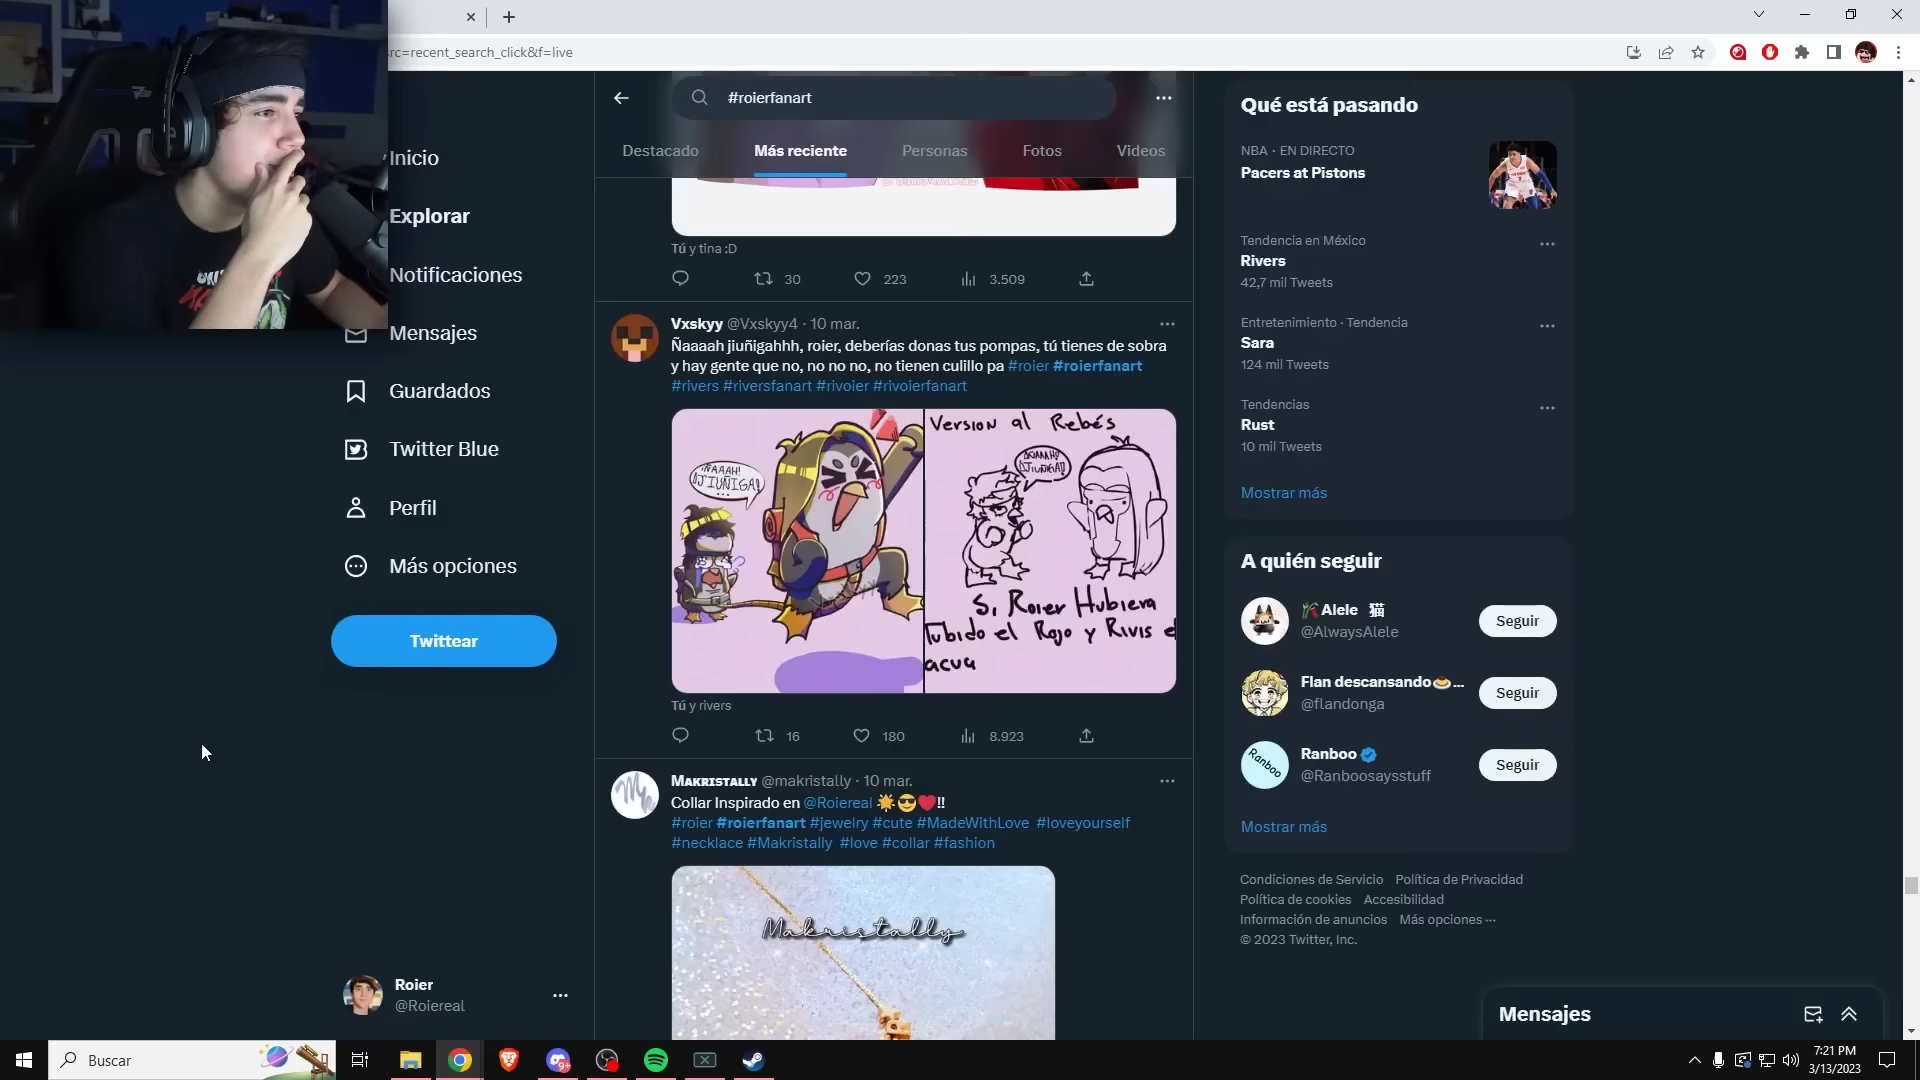 rc=recent_search_click&f=live
#roierfanart
Destacado
Más reciente
Personas
Fotos
Videos
Inicio
Explorar
Notificaciones
Mensajes
Guardados
Twitter Blue
Perfil
Más opciones
Twittear
Roier
@Roiereal
Tú y tina :D
30
223
3.509
Vxskyy @Vxskyy4 · 10 mar.
Ñaaaah jiuñigahhh, roier, deberías donas tus pompas, tú tienes de sobra
y hay gente que no, no no no, no tienen culillo pa #roier #roierfanart
#rivers #riversfanart #rivoier #rivoierfanart
¡ÑAAAH!
¡JIUÑIGA!
...
Version al Rebés
¡JIUÑIGA!
Si Roier Hubiera
Tubido el Rojo y Rivis e
acua
Tú y rivers
16
180
8.923
Makristally @makristally · 10 mar.
Collar Inspirado en @Roiereal 🌟😎❤️!!
#roier #roierfanart #jewelry #cute #MadeWithLove #loveyourself
#necklace #Makristally #love #collar #fashion
Makristally
Qué está pasando
NBA · EN DIRECTO
Pacers at Pistons
Tendencia en México
Rivers
42,7 mil Tweets
Entretenimiento · Tendencia
Sara
124 mil Tweets
Tendencias
Rust
10 mil Tweets
Mostrar más
A quién seguir
Alele 猫
@AlwaysAlele
Seguir
Flan descansando🍮...
@flandonga
Seguir
Ranboo
Ranboo
@Ranboosaysstuff
Seguir
Mostrar más
Condiciones de Servicio Política de Privacidad
Política de cookies Accesibilidad
Información de anuncios Más opciones ···
© 2023 Twitter, Inc.
Mensajes
Buscar
9+
7:21 PM
3/13/2023